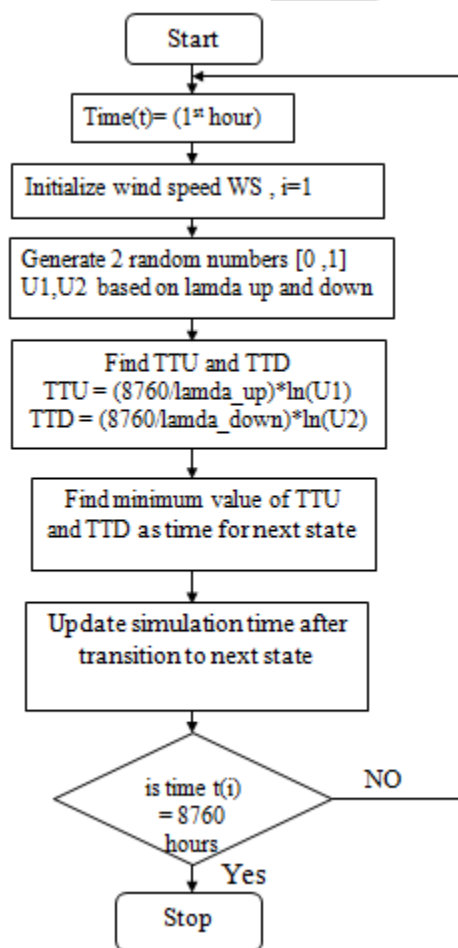 Start
Time(t)= (1st hour)
Initialize wind speed WS , i=1
Generate 2 random numbers [0 ,1]
U1,U2 based on lamda up and down
Find TTU and TTD
TTU = (8760/lamda_up)*ln(U1)
TTD = (8760/lamda_down)*ln(U2)
Find minimum value of TTU
and TTD as time for next state
Update simulation time after
transition to next state
is time t(i)
= 8760
hours
NO
Yes
Stop